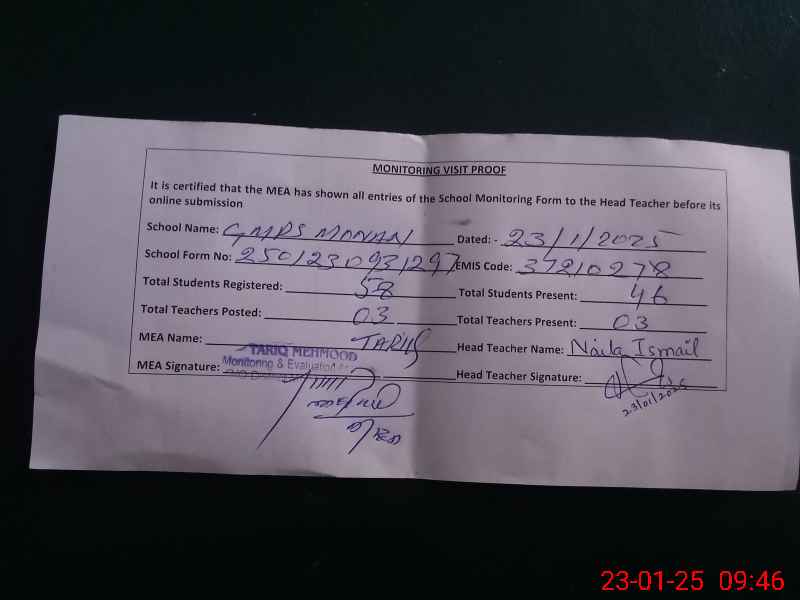 MONITORING VISIT PROOF
It is certified that the MEA has shown all entries of the School Monitoring Form to the Head Teacher before its
online submission
School Name: GMPS MONAN Dated: - 23/1/2025
School Form No: 2501230931297 EMIS Code: 37210278
Total Students Registered: 58 Total Students Present: 46
Total Teachers Posted: 03 Total Teachers Present: 03
MEA Name: TARIQ Head Teacher Name: Naila Ismail
TARIQ MEHMOOD
Monitoring & Evaluation
MEA Signature: Head Teacher Signature:
23/01/2025
23-01-25 09:46